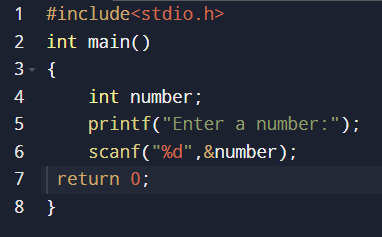 1 #include<stdio.h>
2 int main()
3 {
4     int number;
5     printf("Enter a number:");
6     scanf("%d",&number);
7  return 0;
8 }